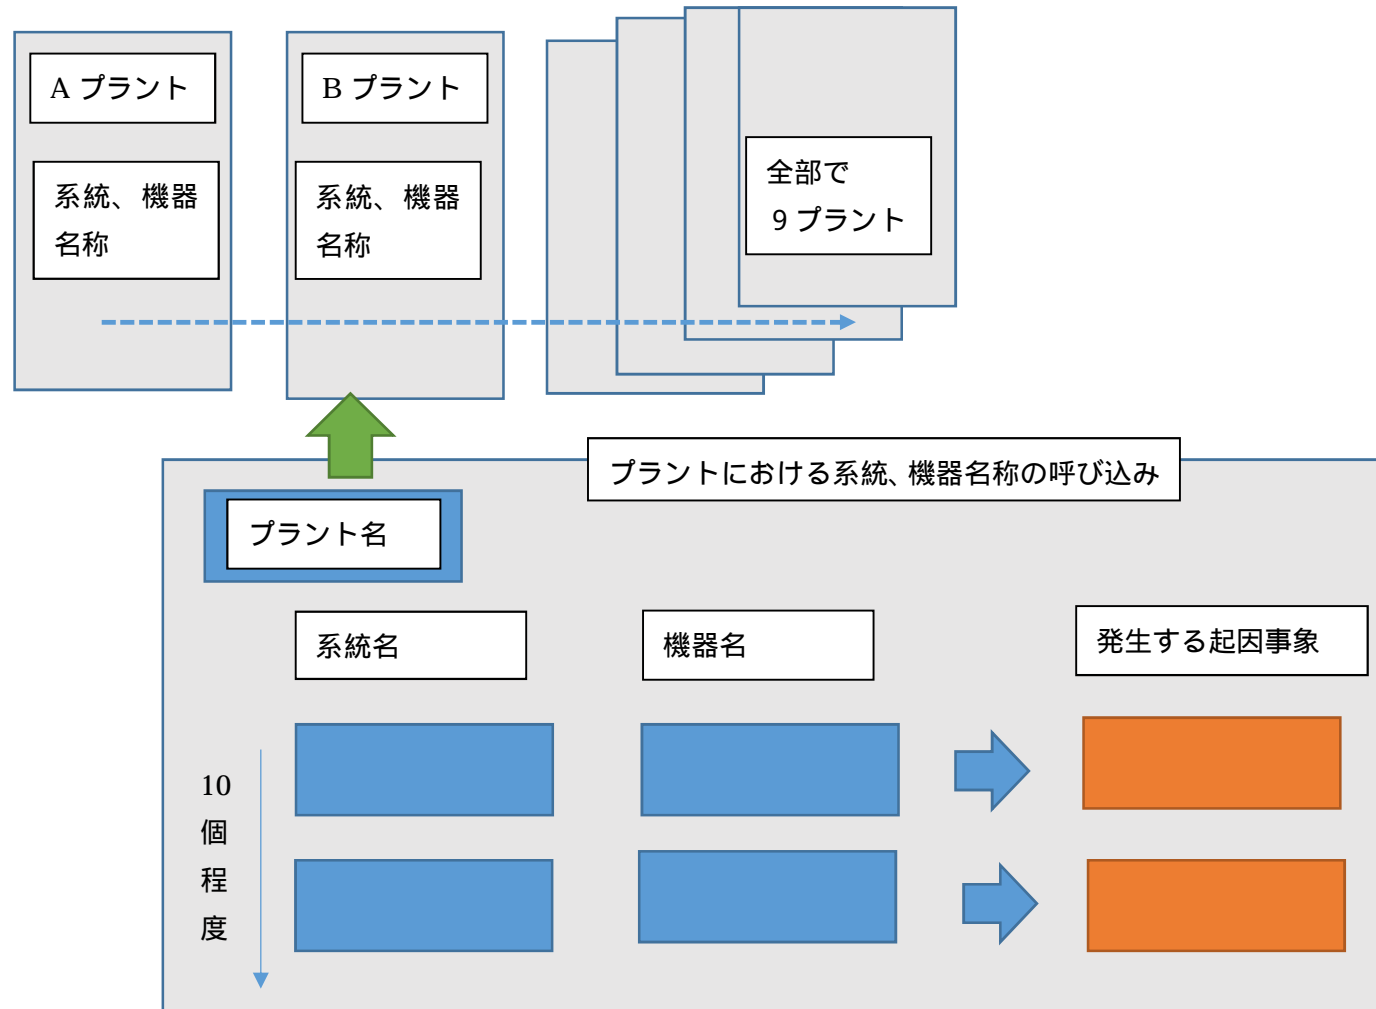 A プラント
系統、機器
名称
B プラント
系統、機器
名称
全部で
9 プラント
プラントにおける系統、機器名称の呼び込み
プラント名
系統名
機器名
発生する起因事象
10
個
程
度